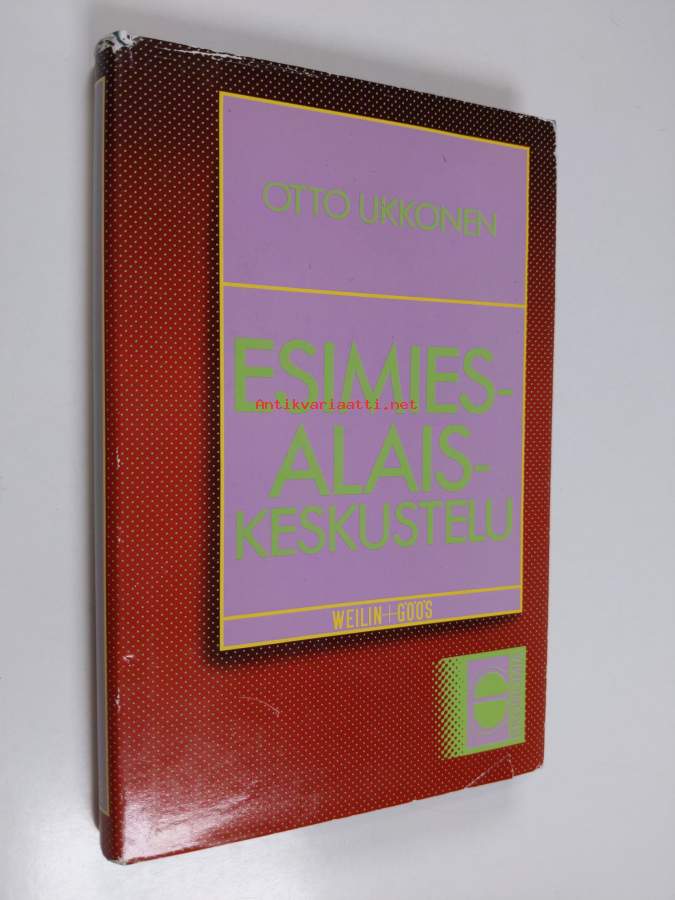 OTTO UKKONEN
ESIMIES-
Antikvariaatti.net
ALAIS-
KESKUSTELU
WEILIN+GÖÖS
e